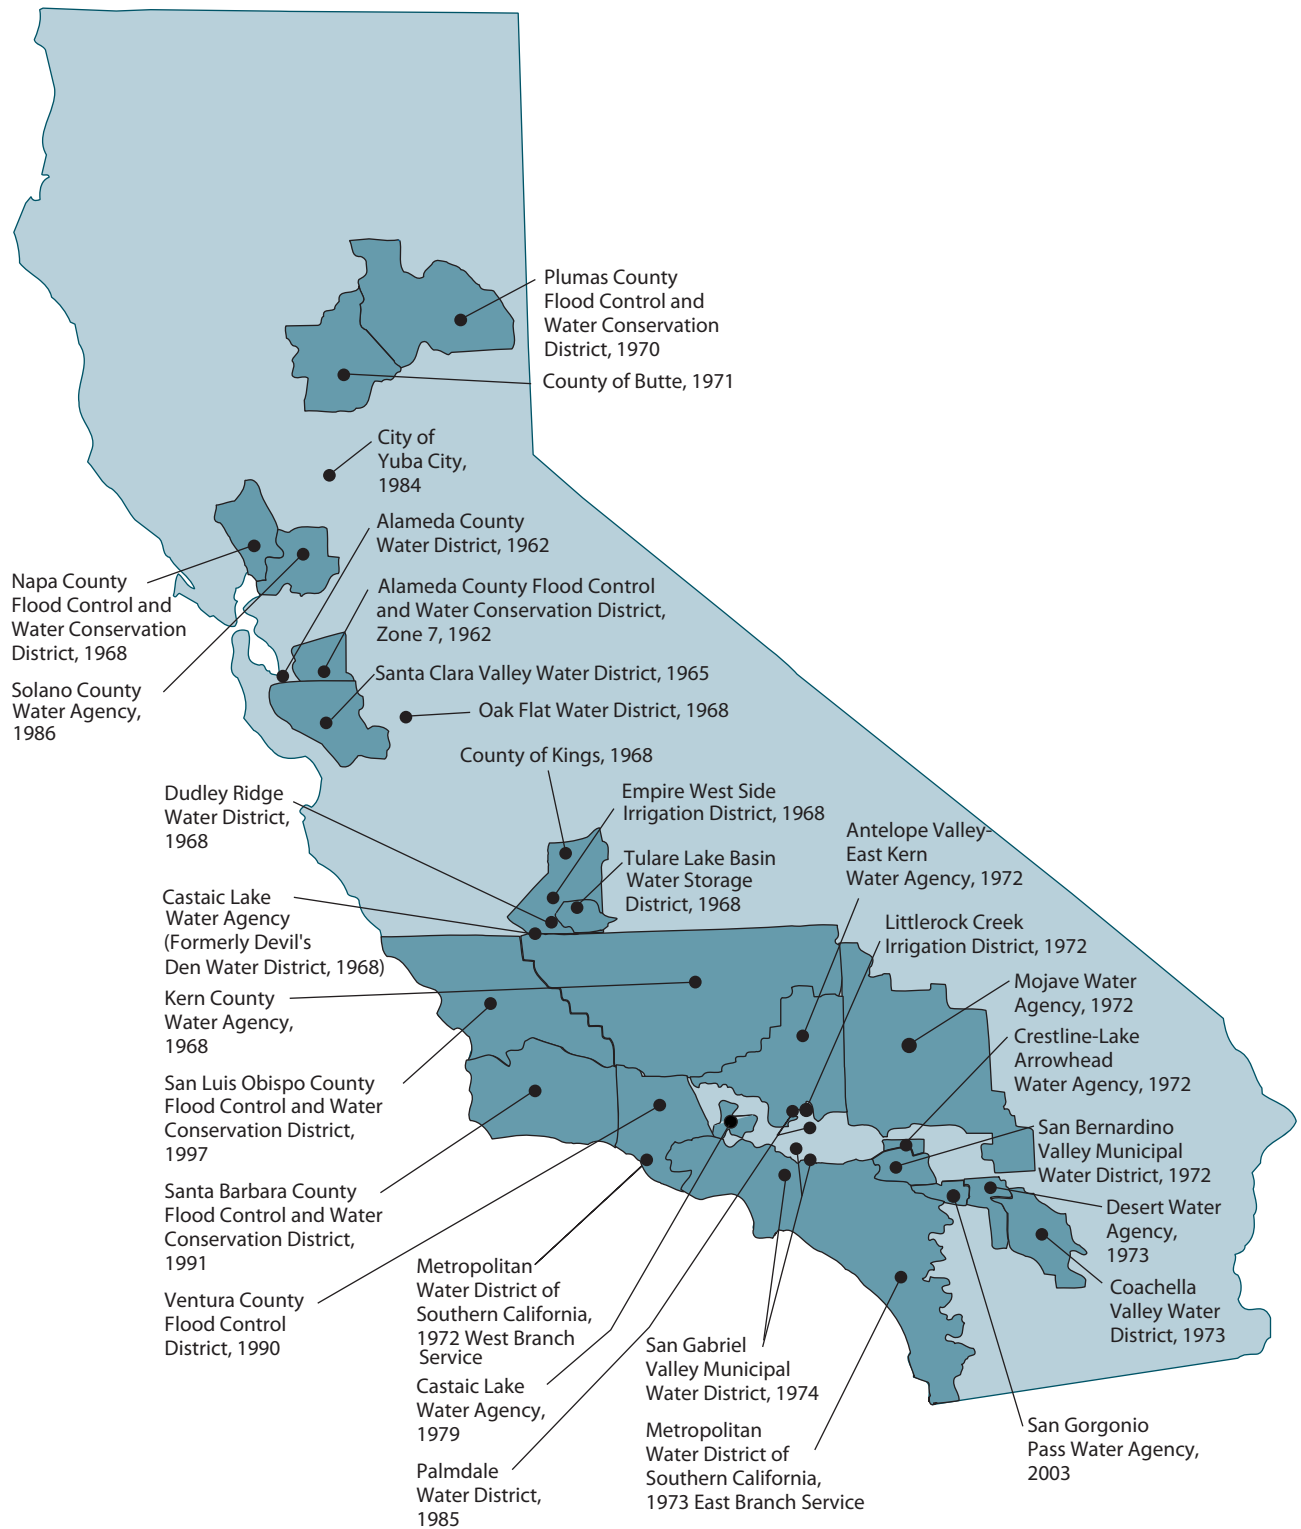 Plumas County
Flood Control and
Water Conservation
District, 1970
County of Butte, 1971
City of
Yuba City,
1984
Alameda County
Water District, 1962
Napa County
Flood Control and
Water Conservation
District, 1968
Alameda County Flood Control
and Water Conservation District,
Zone 7, 1962
Solano County
Water Agency,
1986
Santa Clara Valley Water District, 1965
Oak Flat Water District, 1968
County of Kings, 1968
Dudley Ridge
Water District,
1968
Empire West Side
Irrigation District, 1968
Tulare Lake Basin
Water Storage
District, 1968
Antelope Valley-
East Kern
Water Agency, 1972
Castaic Lake
Water Agency
(Formerly Devil's
Den Water District, 1968)
Littlerock Creek
Irrigation District, 1972
Kern County
Water Agency,
1968
Mojave Water
Agency, 1972
Crestline-Lake
Arrowhead
Water Agency, 1972
San Luis Obispo County
Flood Control and Water
Conservation District,
1997
San Bernardino
Valley Municipal
Water District, 1972
Santa Barbara County
Flood Control and Water
Conservation District,
1991
Desert Water
Agency,
1973
Ventura County
Flood Control
District, 1990
Metropolitan
Water District of
Southern California,
1972 West Branch
Service
Coachella
Valley Water
District, 1973
San Gabriel
Valley Municipal
Water District, 1974
Castaic Lake
Water Agency,
1979
Metropolitan
Water District of
Southern California,
1973 East Branch Service
San Gorgonio
Pass Water Agency,
2003
Palmdale
Water District,
1985